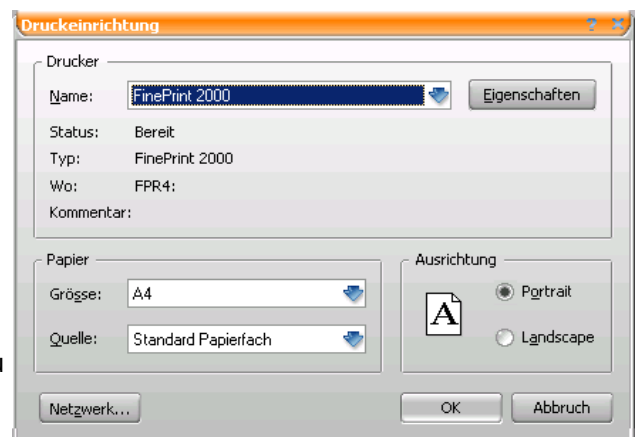 Druckeinrichtung
Drucker
Name: FinePrint 2000 Eigenschaften
Status: Bereit
Typ: FinePrint 2000
Wo: FPR4:
Kommentar:
Papier
Grösse: A4
Quelle: Standard Papierfach
Ausrichtung
A
Portrait
Landscape
Netzwerk... OK Abbruch